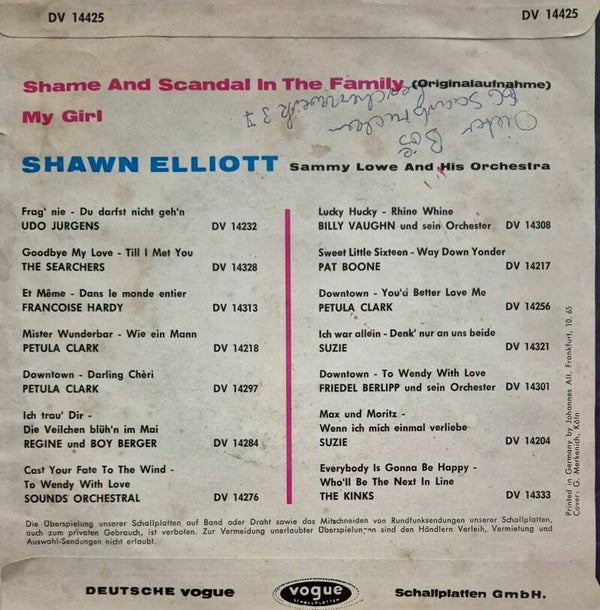 DV 14425
DV 14425
Shame And Scandal In The Family (Originalaufnahme)
My Girl
SHAWN ELLIOTT Sammy Lowe And His Orchestra
Frag' nie - Du darfst nicht geh'n
UDO JURGENS DV 14232
Goodbye My Love - Till I Met You
THE SEARCHERS DV 14328
Et Même - Dans le monde entier
FRANCOISE HARDY DV 14313
Mister Wunderbar - Wie ein Mann
PETULA CLARK DV 14218
Downtown - Darling Chèri
PETULA CLARK DV 14297
Ich trau' Dir -
Die Veilchen blüh'n im Mai
REGINE und BOY BERGER DV 14284
Cast Your Fate To The Wind -
To Wendy With Love
SOUNDS ORCHESTRAL DV 14276
Lucky Hucky - Rhine Whine
BILLY VAUGHN und sein Orchester DV 14308
Sweet Little Sixteen - Way Down Yonder
PAT BOONE DV 14217
Downtown - You'd Better Love Me
PETULA CLARK DV 14256
Ich war allein - Denk' nur an uns beide
SUZIE DV 14321
Downtown - To Wendy With Love
FRIEDEL BERLIPP und sein Orchester DV 14301
Max und Moritz -
Wenn ich mich einmal verliebe
SUZIE DV 14204
Everybody Is Gonna Be Happy -
Who'll Be The Next In Line
THE KINKS DV 14333
Printed in Germany by Johannes Alt, Frankfurt, 10. 65
Cover: G. Merkenich, Köln
Die Überspielung unserer Schallplatten auf Band oder Draht sowie das Mitschneiden von Rundfunksendungen unserer Schallplatten,
auch zum privaten Gebrauch, ist verboten. Zur Vermeidung unerlaubter Überspielungen sind den Händlern Verleih, Vermietung und
Auswahl-Sendungen nicht erlaubt.
DEUTSCHE VOGUE
vogue
SCHALLPLATTEN
Schallplatten GmbH.